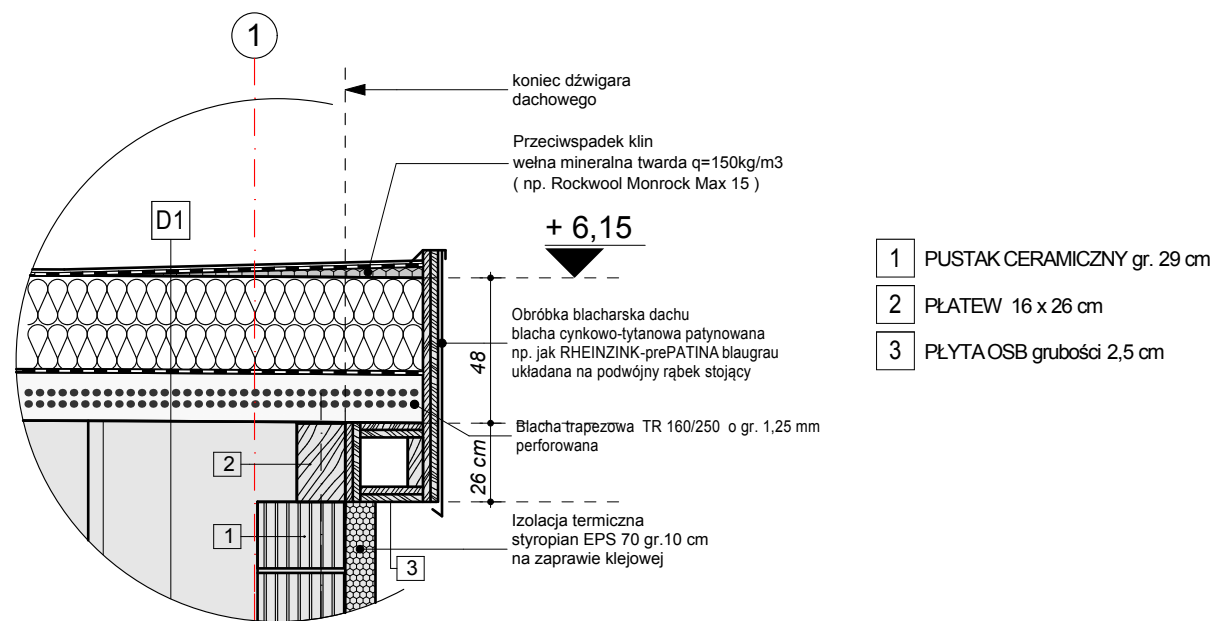 1
koniec dźwigara
dachowego
Przeciwspadek klin
wełna mineralna twarda q=150kg/m3
( np. Rockwool Monrock Max 15 )
D1
+ 6,15
1 PUSTAK CERAMICZNY gr. 29 cm
2 PŁATEW 16 x 26 cm
3 PŁYTA OSB grubości 2,5 cm
Obróbka blacharska dachu
blacha cynkowo-tytanowa patynowana
np. jak RHEINZINK-prePATINA blaugrau
układana na podwójny rąbek stojący
48
Blacha trapezowa TR 160/250 o gr. 1,25 mm
perforowana
2
26 cm
Izolacja termiczna
styropian EPS 70 gr.10 cm
na zaprawie klejowej
1
3